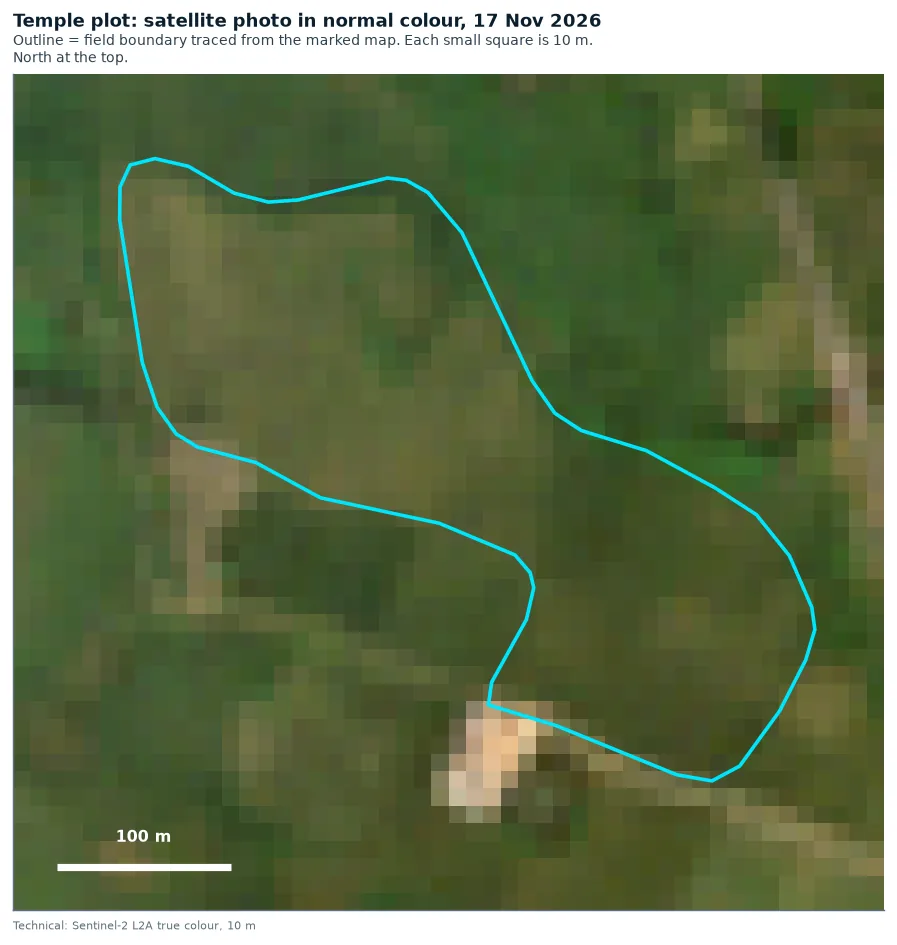 Temple plot: satellite photo in normal colour, 17 Nov 2026
Outline = field boundary traced from the marked map. Each small square is 10 m.
North at the top.
100 m
Technical: Sentinel-2 L2A true colour, 10 m